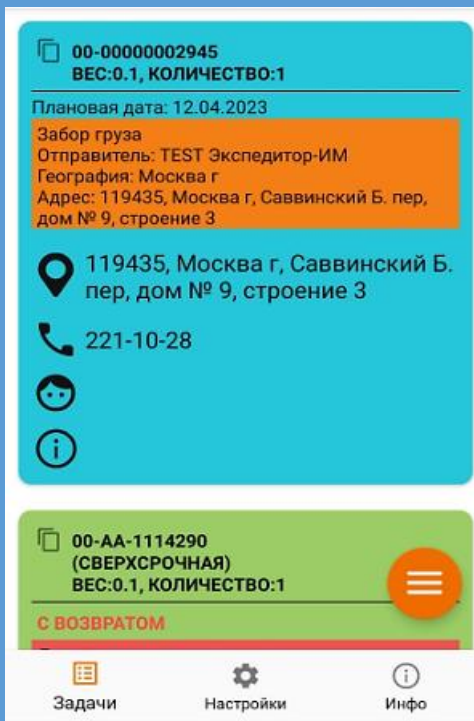 00-00000002945
ВЕС:0.1, КОЛИЧЕСТВО:1
Плановая дата: 12.04.2023
Забор груза
Отправитель: TEST Экспедитор-ИМ
География: Москва г
Адрес: 119435, Москва г, Саввинский Б. пер,
дом № 9, строение 3
119435, Москва г, Саввинский Б.
пер, дом № 9, строение 3
221-10-28
00-АА-1114290
(СВЕРХСРОЧНАЯ)
ВЕС:0.1, КОЛИЧЕСТВО:1
С ВОЗВРАТОМ
Задачи
Настройки
Инфо